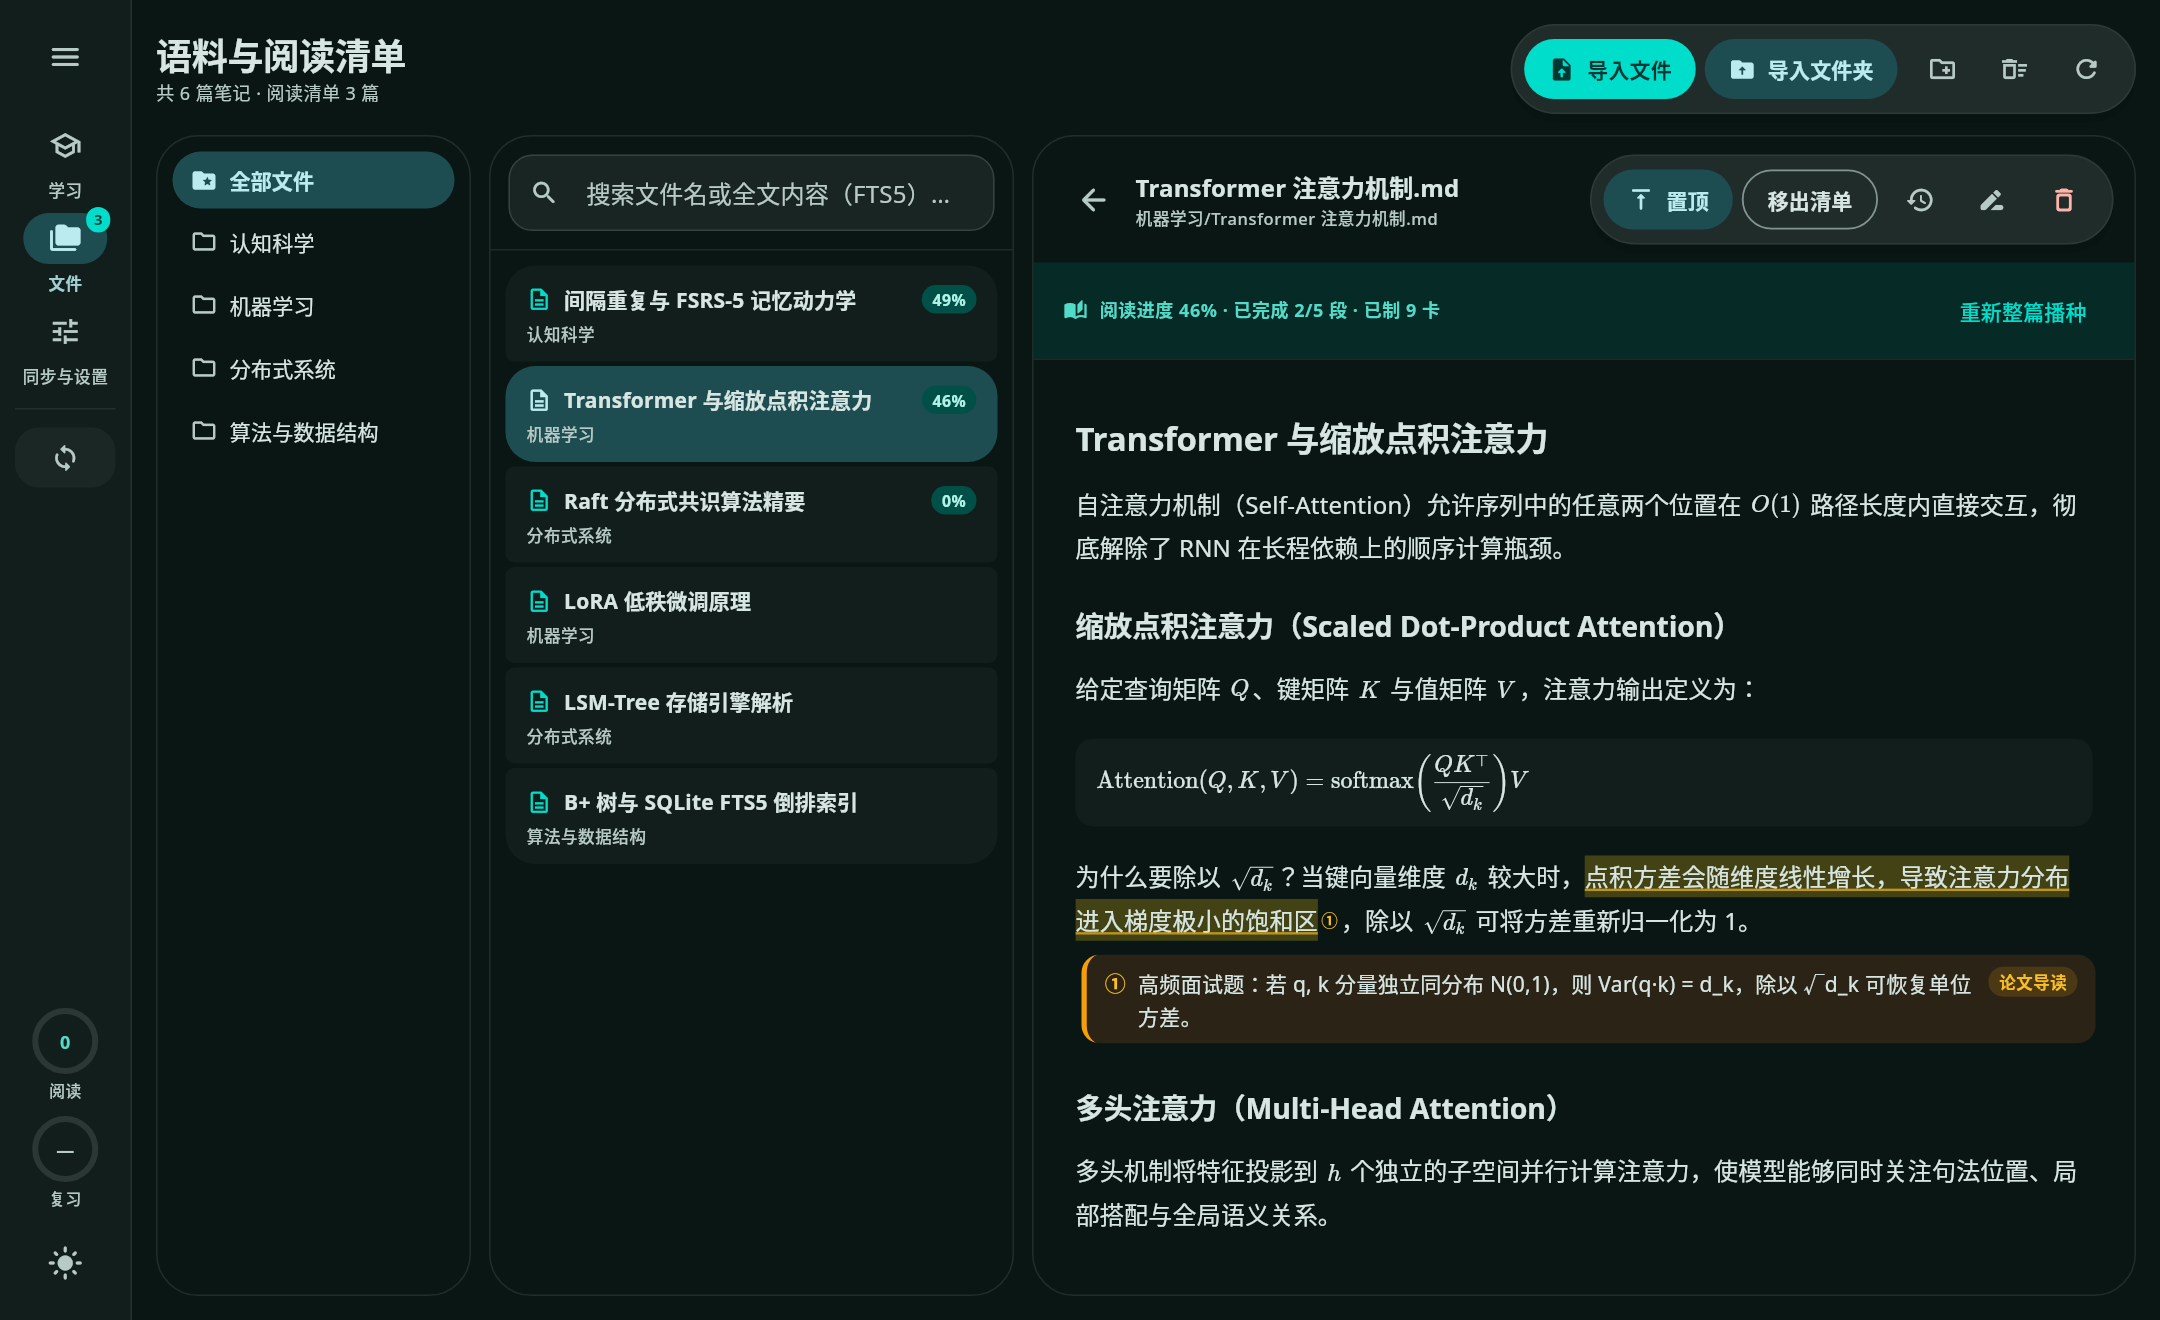 语料与阅读清单
共 6 篇笔记 · 阅读清单 3 篇
导入文件
导入文件夹
学习
3
文件
同步与设置
0
阅读
—
复习
全部文件
认知科学
机器学习
分布式系统
算法与数据结构
搜索文件名或全文内容（FTS5）...
间隔重复与 FSRS-5 记忆动力学
49%
认知科学
Transformer 与缩放点积注意力
46%
机器学习
Raft 分布式共识算法精要
0%
分布式系统
LoRA 低秩微调原理
机器学习
LSM-Tree 存储引擎解析
分布式系统
B+ 树与 SQLite FTS5 倒排索引
算法与数据结构
Transformer 注意力机制.md
机器学习/Transformer 注意力机制.md
置顶
移出清单
阅读进度 46% · 已完成 2/5 段 · 已制 9 卡
重新整篇播种
Transformer 与缩放点积注意力
自注意力机制（Self-Attention）允许序列中的任意两个位置在 O(1) 路径长度内直接交互，彻
底解除了 RNN 在长程依赖上的顺序计算瓶颈。
缩放点积注意力（Scaled Dot-Product Attention）
给定查询矩阵 Q、键矩阵 K 与值矩阵 V，注意力输出定义为：
Attention(Q, K, V) = softmax(QK⊤/√d_k)V
为什么要除以 √d_k？当键向量维度 d_k 较大时，点积方差会随维度线性增长，导致注意力分布
进入梯度极小的饱和区①，除以 √d_k 可将方差重新归一化为 1。
① 高频面试题：若 q, k 分量独立同分布 N(0,1)，则 Var(q·k) = d_k，除以 √d_k 可恢复单位
方差。
论文导读
多头注意力（Multi-Head Attention）
多头机制将特征投影到 h 个独立的子空间并行计算注意力，使模型能够同时关注句法位置、局
部搭配与全局语义关系。